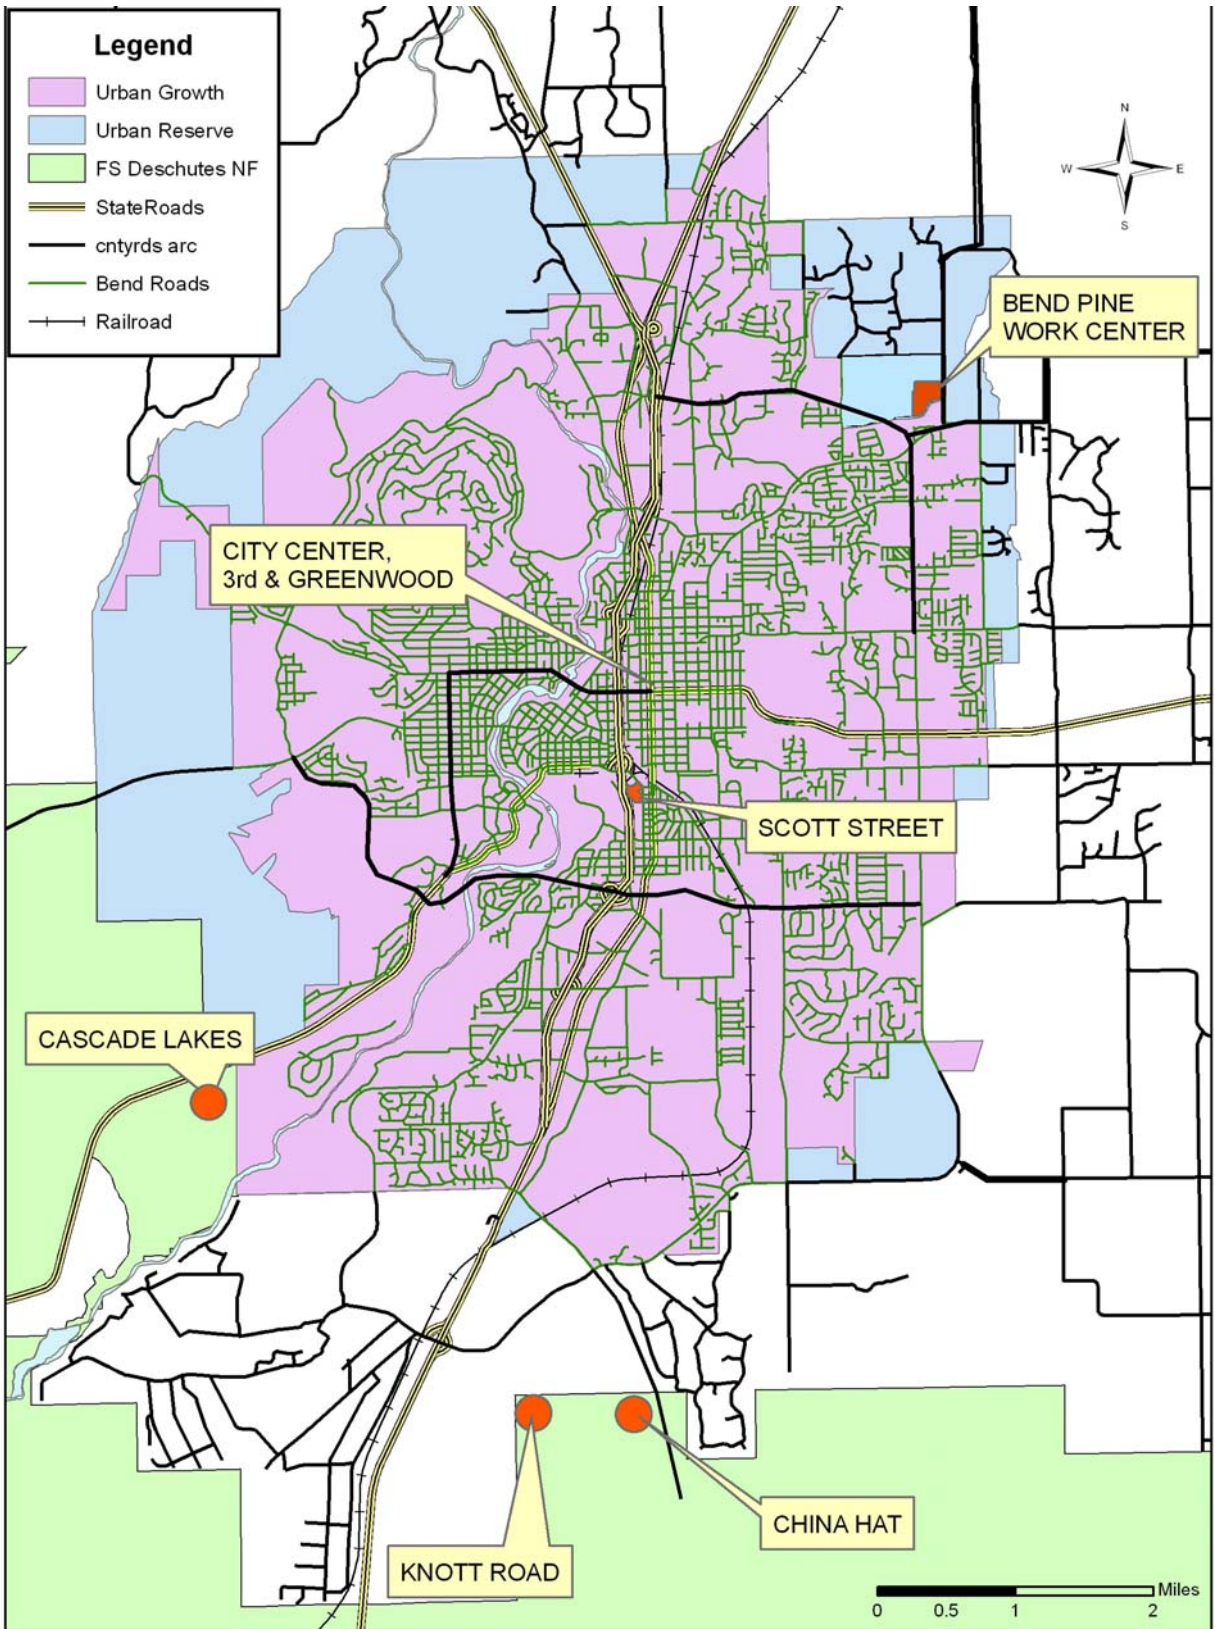 Legend
Urban Growth
Urban Reserve
FS Deschutes NF
StateRoads
cntyrds arc
Bend Roads
Railroad
N
W
E
S
BEND PINE
WORK CENTER
CITY CENTER,
3rd & GREENWOOD
SCOTT STREET
CASCADE LAKES
CHINA HAT
KNOTT ROAD
Miles
0 0.5 1 2